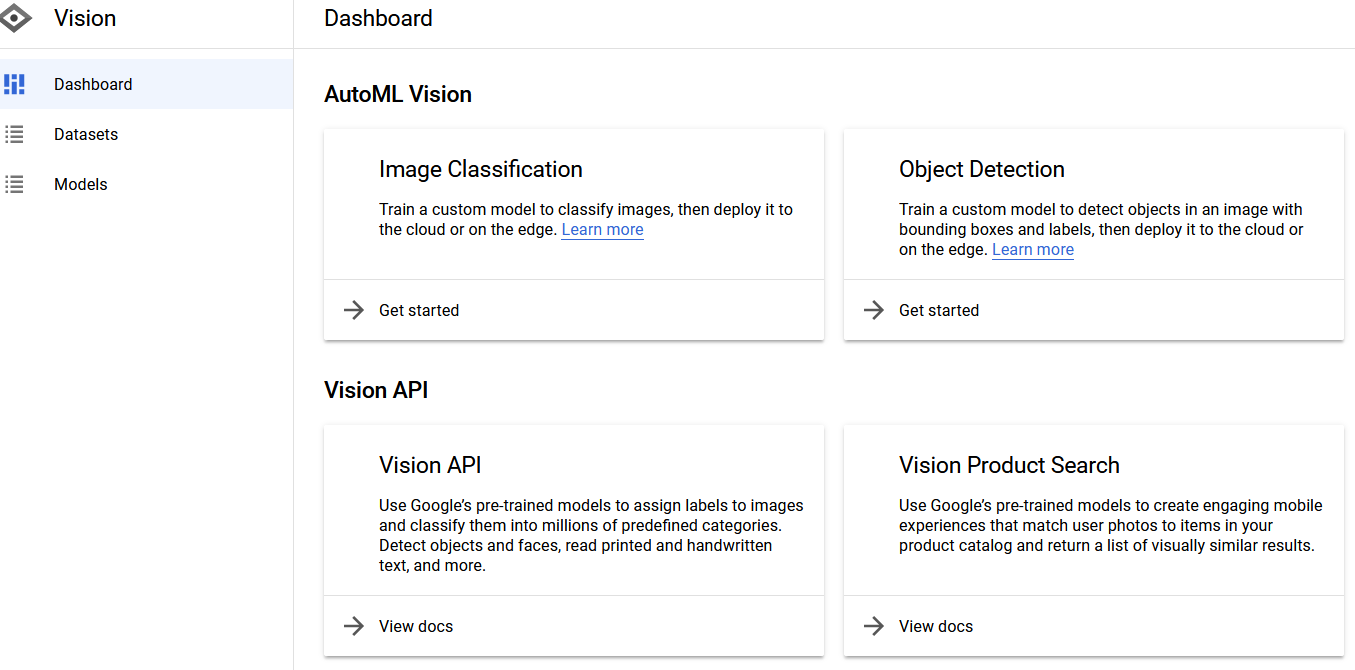 Vision
Dashboard
Dashboard
Datasets
Models
AutoML Vision
Image Classification
Train a custom model to classify images, then deploy it to
the cloud or on the edge. Learn more
Get started
Object Detection
Train a custom model to detect objects in an image with
bounding boxes and labels, then deploy it to the cloud or
on the edge. Learn more
Get started
Vision API
Vision API
Use Google’s pre-trained models to assign labels to images
and classify them into millions of predefined categories.
Detect objects and faces, read printed and handwritten
text, and more.
View docs
Vision Product Search
Use Google’s pre-trained models to create engaging mobile
experiences that match user photos to items in your
product catalog and return a list of visually similar results.
View docs